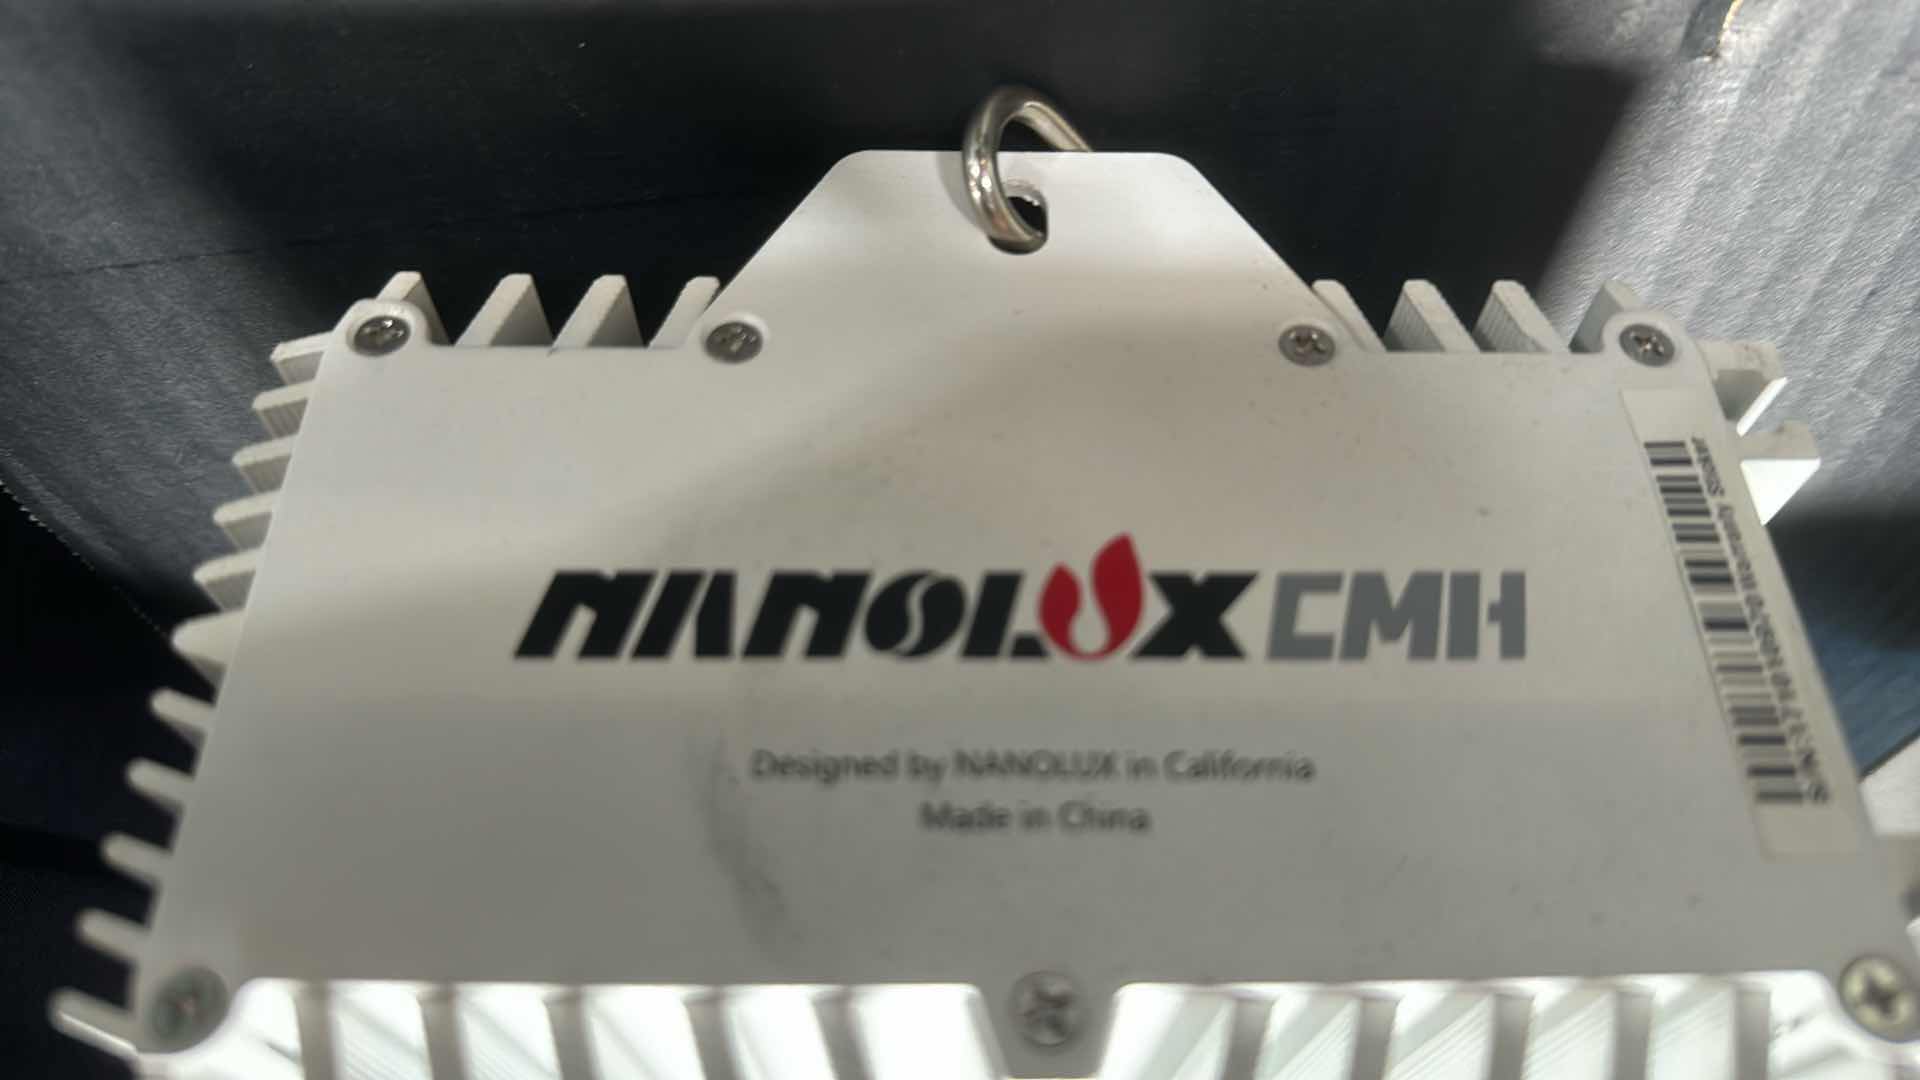 NANOLUX CMH
Designed by NANOLUX in California
Made in China